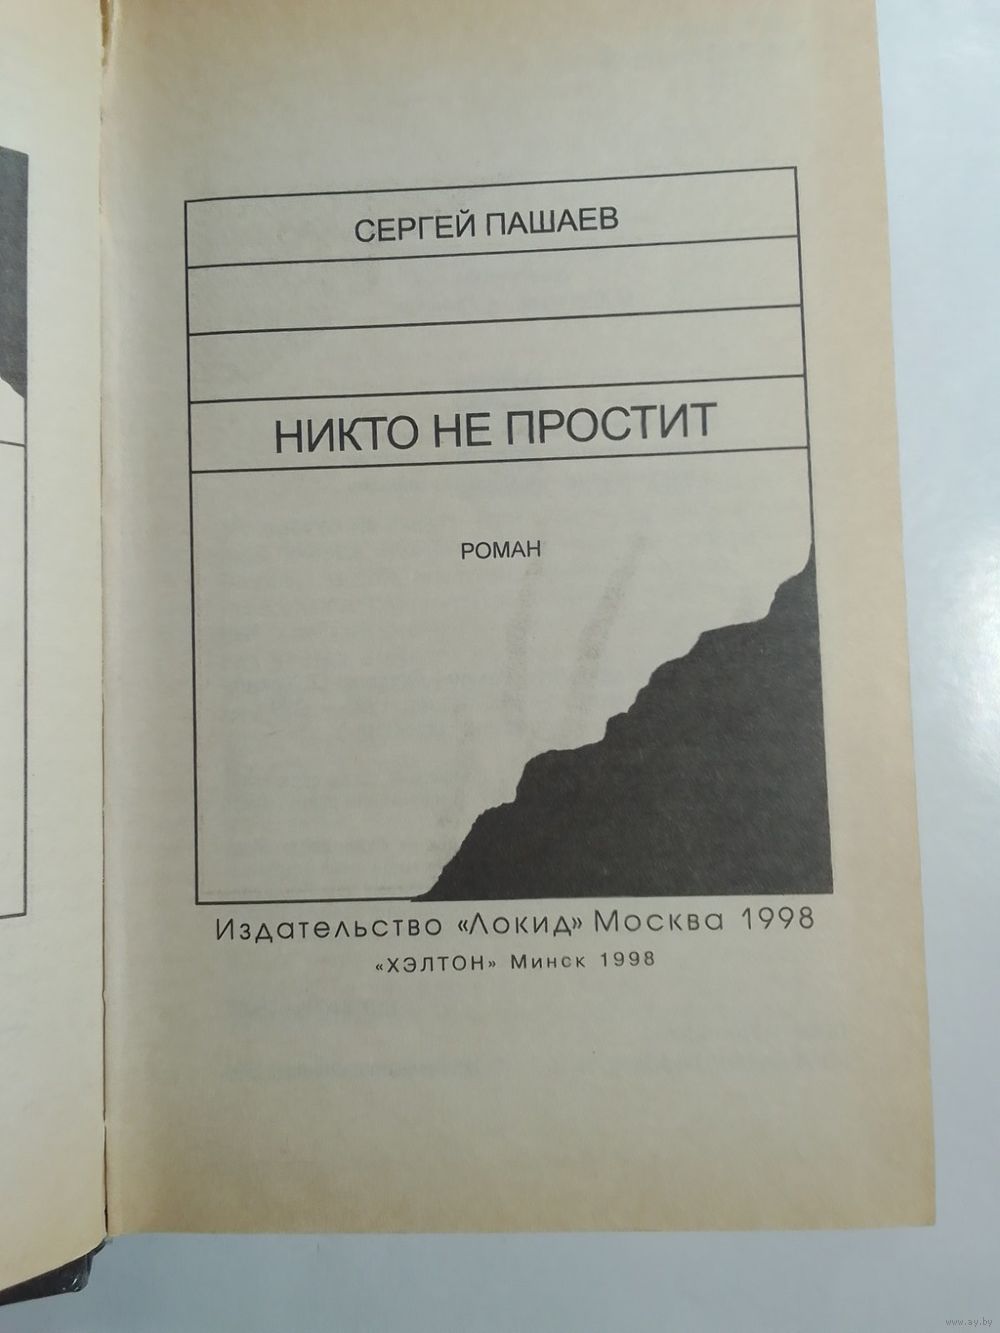 СЕРГЕЙ ПАШАЕВ
НИКТО НЕ ПРОСТИТ
РОМАН
Издательство «Локид» Москва 1998
«ХЭЛТОН» Минск 1998
www.ay.by